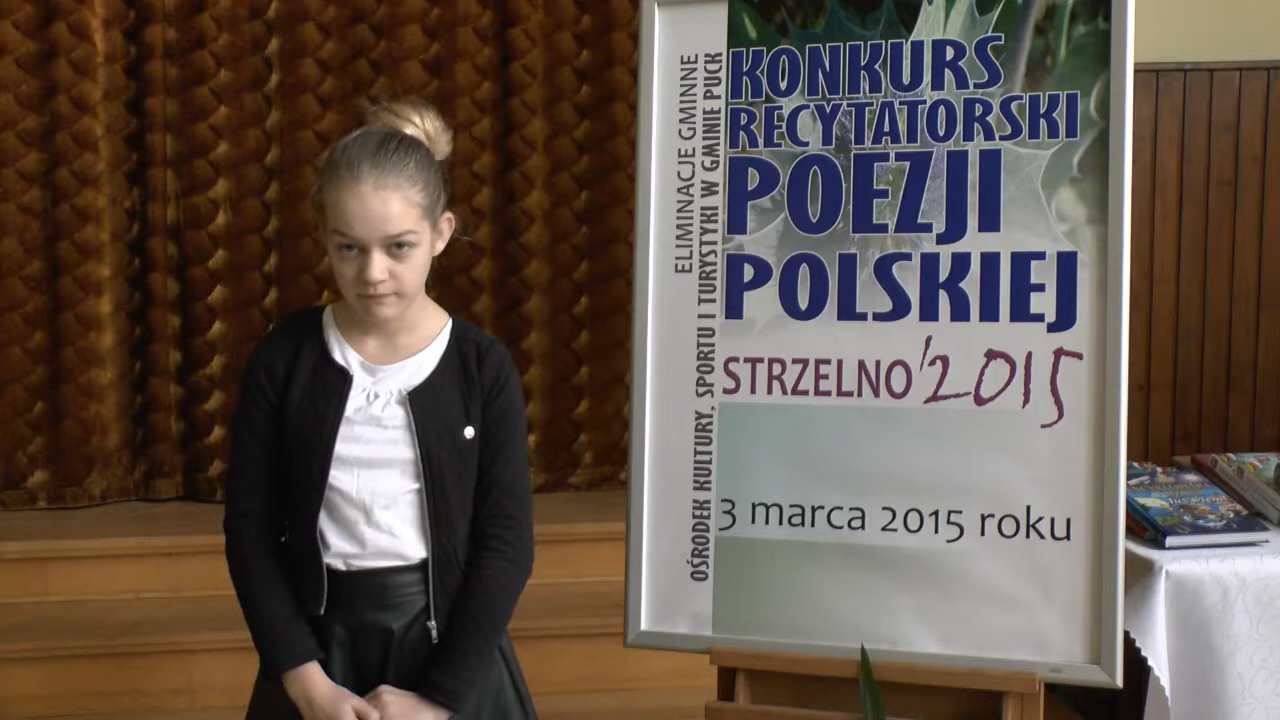 ELIMINACJE GMINNE
OŚRODEK KULTURY, SPORTU I TURYSTYKI W GMINIE PUCK
KONKURS
RECYTATORSKI
POEZJI
POLSKIEJ
STRZELNO '2015
3 marca 2015 roku